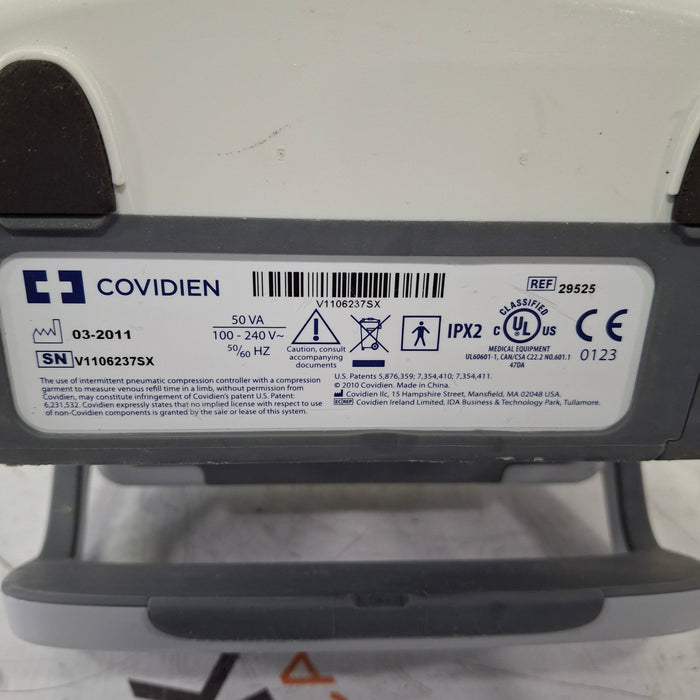 COVIDIEN
V1106237SX
REF 29525
03-2011
SN V1106237SX
50 VA
100 - 240 V~
50/60 HZ
Caution, consult
accompanying
documents
IPX2
CLASSIFIED
C UL US
MEDICAL EQUIPMENT
UL60601-1, CAN/CSA C22.2 NO.601.1
47DA
CE
0123
The use of intermittent pneumatic compression controller with a compression
garment to measure venous refill time in a limb, without permission from
Covidien, may constitute infringement of Covidien's patent U.S. Patent:
6,231,532. Covidien expressly states that no implied license with respect to use
of non-Covidien components is granted by the sale or lease of this system.
U.S. Patents 5,876,359; 7,354,410; 7,354,411.
© 2010 Covidien. Made in China.
Covidien llc, 15 Hampshire Street, Mansfield, MA 02048 USA.
EC REP Covidien Ireland Limited, IDA Business & Technology Park, Tullamore.